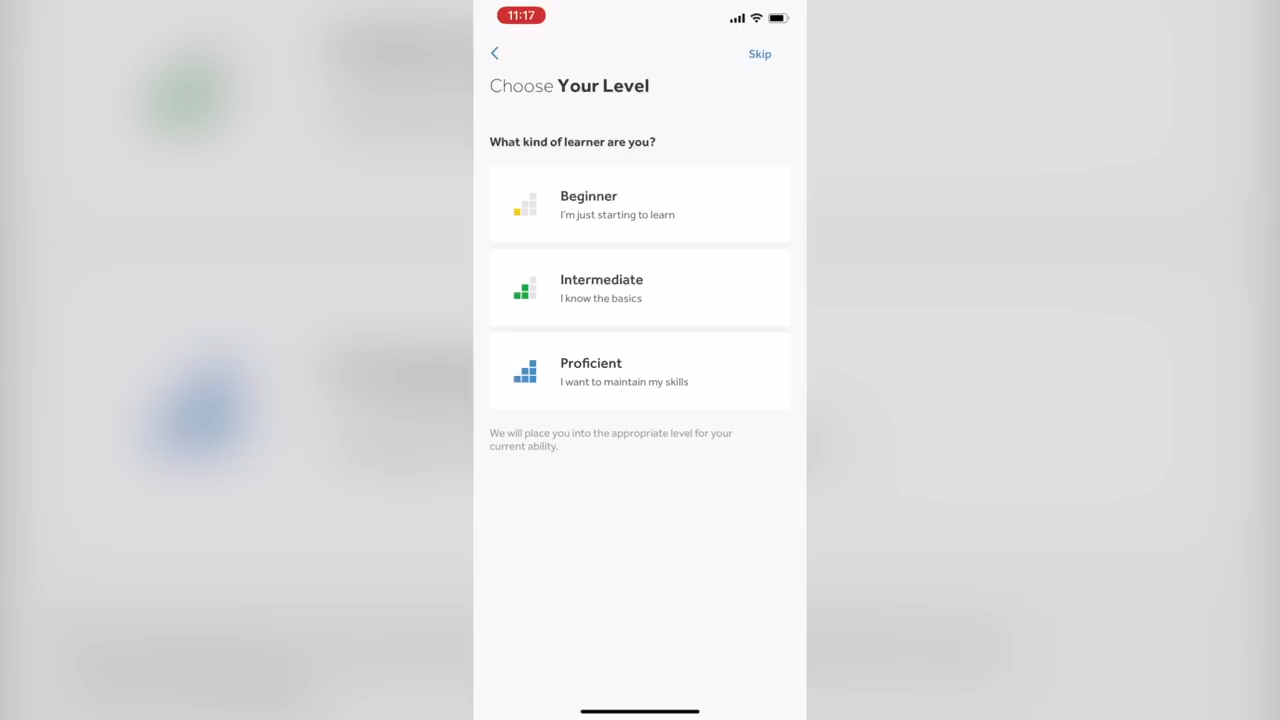 11:17
Skip
Choose Your Level
What kind of learner are you?
Beginner
I'm just starting to learn
Intermediate
I know the basics
Proficient
I want to maintain my skills
We will place you into the appropriate level for your
current ability.